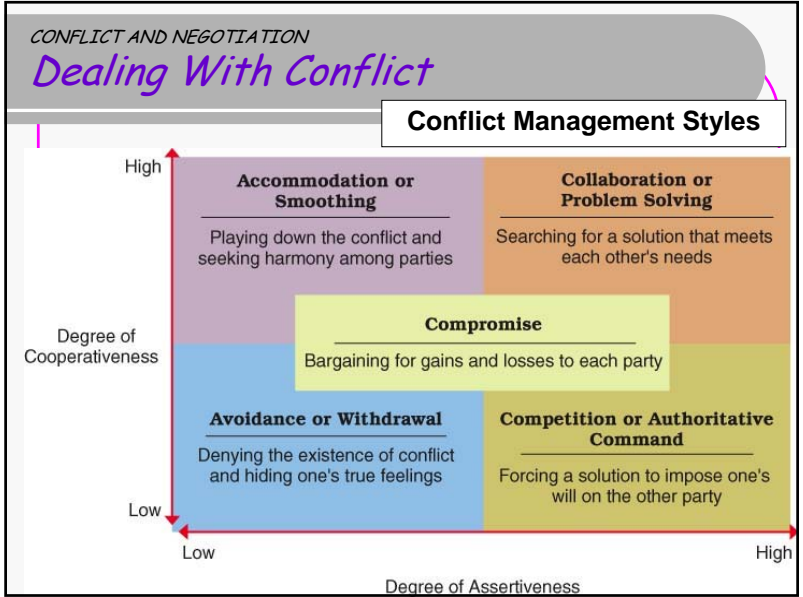 CONFLICT AND NEGOTIATION
Dealing With Conflict
Conflict Management Styles
High
Accommodation or
Smoothing
Playing down the conflict and
seeking harmony among parties
Collaboration or
Problem Solving
Searching for a solution that meets
each other's needs
Degree of
Cooperativeness
Compromise
Bargaining for gains and losses to each party
Avoidance or Withdrawal
Denying the existence of conflict
and hiding one's true feelings
Competition or Authoritative
Command
Forcing a solution to impose one's
will on the other party
Low
Low
High
Degree of Assertiveness